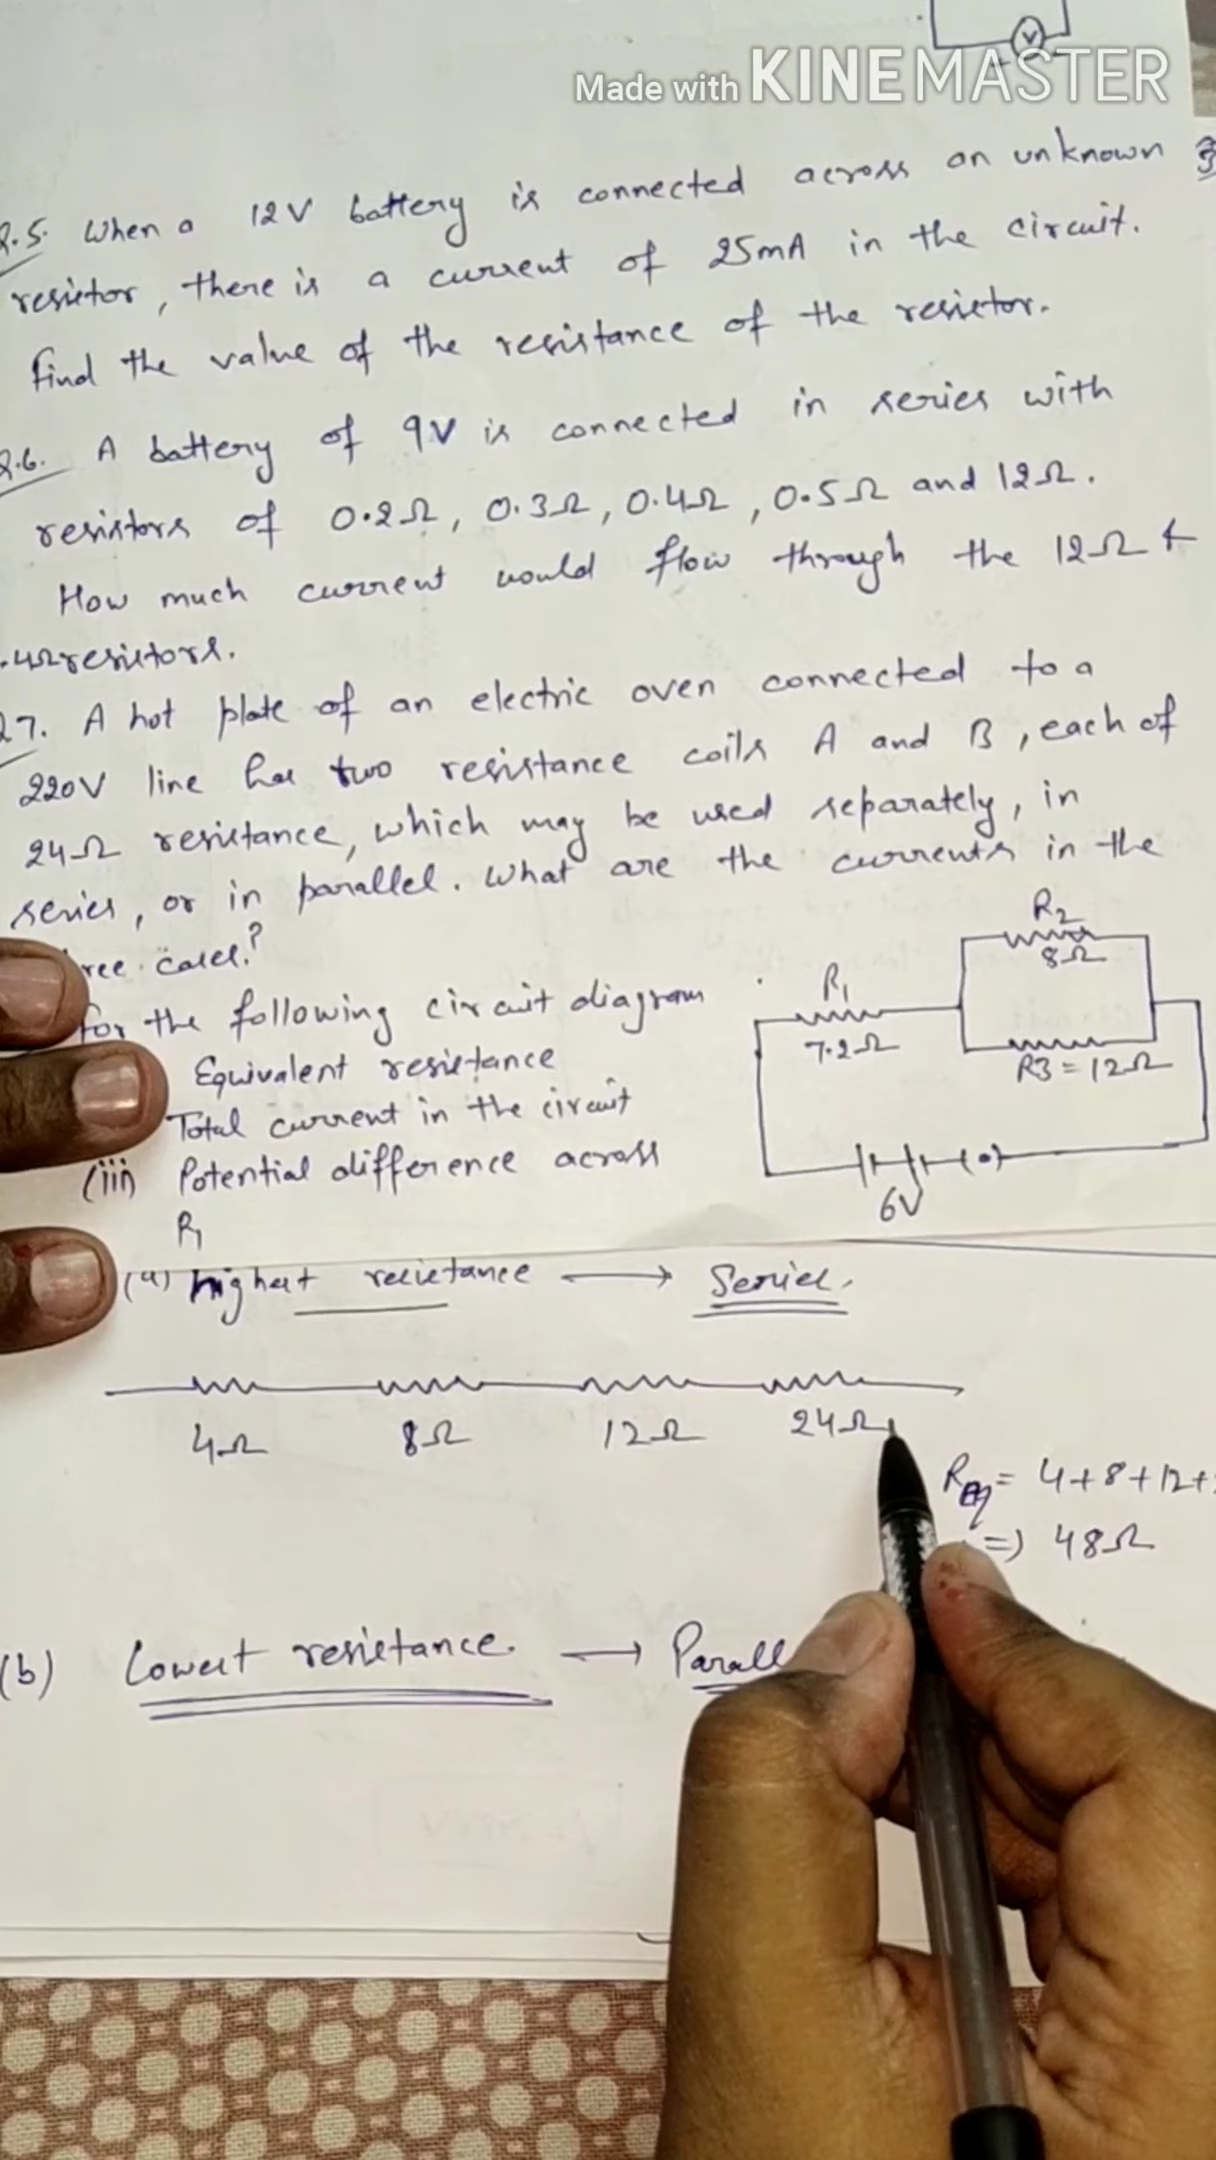 V
Made with KINEMASTER
Q.5. When a 12V battery is connected across an unknown
resistor, there is a current of 25mA in the circuit.
find the value of the resistance of the resistor.
Q.6. A battery of 9V is connected in series with
resistors of 0.2Ω, 0.3Ω, 0.4Ω, 0.5Ω and 12Ω.
How much current would flow through the 12Ω &
.4Ω resistors.
27. A hot plate of an electric oven connected to a
220V line has two resistance coils A and B, each of
24Ω resistance, which may be used separately, in
series, or in parallel. What are the currents in the
ree cases?
for the following circuit diagram
Equivalent resistance
Total current in the circuit
(iii) Potential difference across
R1
R2
8Ω
R1
7.2Ω
R3 = 12Ω
6V
(a) highest resistance → Series.
4Ω 8Ω 12Ω 24Ω
Req = 4+8+12+
=> 48Ω
(b) Lowest resistance. → Parall